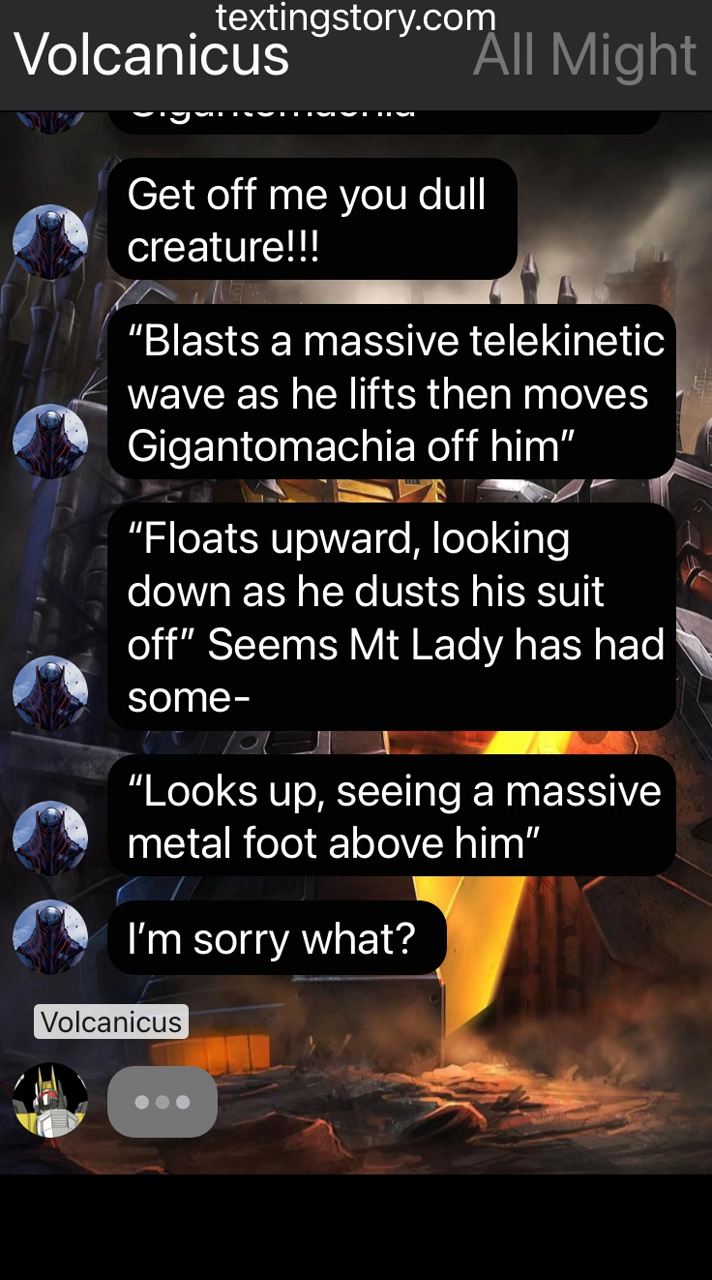 textingstory.com
Volcanicus
All Might
Gigantomachia
Get off me you dull
creature!!!
“Blasts a massive telekinetic
wave as he lifts then moves
Gigantomachia off him”
“Floats upward, looking
down as he dusts his suit
off” Seems Mt Lady has had
some-
“Looks up, seeing a massive
metal foot above him”
I’m sorry what?
Volcanicus